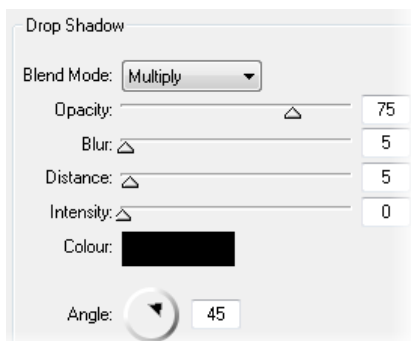 Drop Shadow
Blend Mode: Multiply
Opacity: 75
Blur: 5
Distance: 5
Intensity: 0
Colour:
Angle: 45